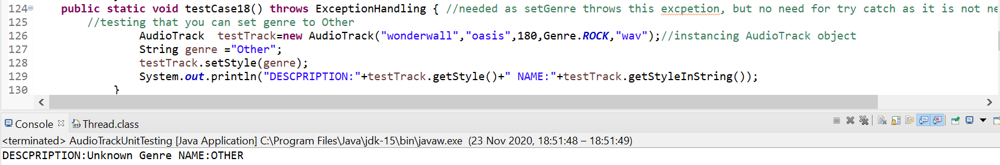 124 public static void testCase18() throws ExceptionHandling { //needed as setGenre throws this excpetion, but no need for try catch as it is not ne
125 //testing that you can set genre to Other
126 AudioTrack  testTrack=new AudioTrack("wonderwall","oasis",180,Genre.ROCK,"wav");//instancing AudioTrack object
127 String genre ="Other";
128 testTrack.setStyle(genre);
129 System.out.println("DESCPRIPTION:"+testTrack.getStyle()+" NAME:"+testTrack.getStyleInString());
130 }
Console Thread.class
<terminated> AudioTrackUnitTesting [Java Application] C:\Program Files\Java\jdk-15\bin\javaw.exe (23 Nov 2020, 18:51:48 – 18:51:49)
DESCPRIPTION:Unknown Genre NAME:OTHER